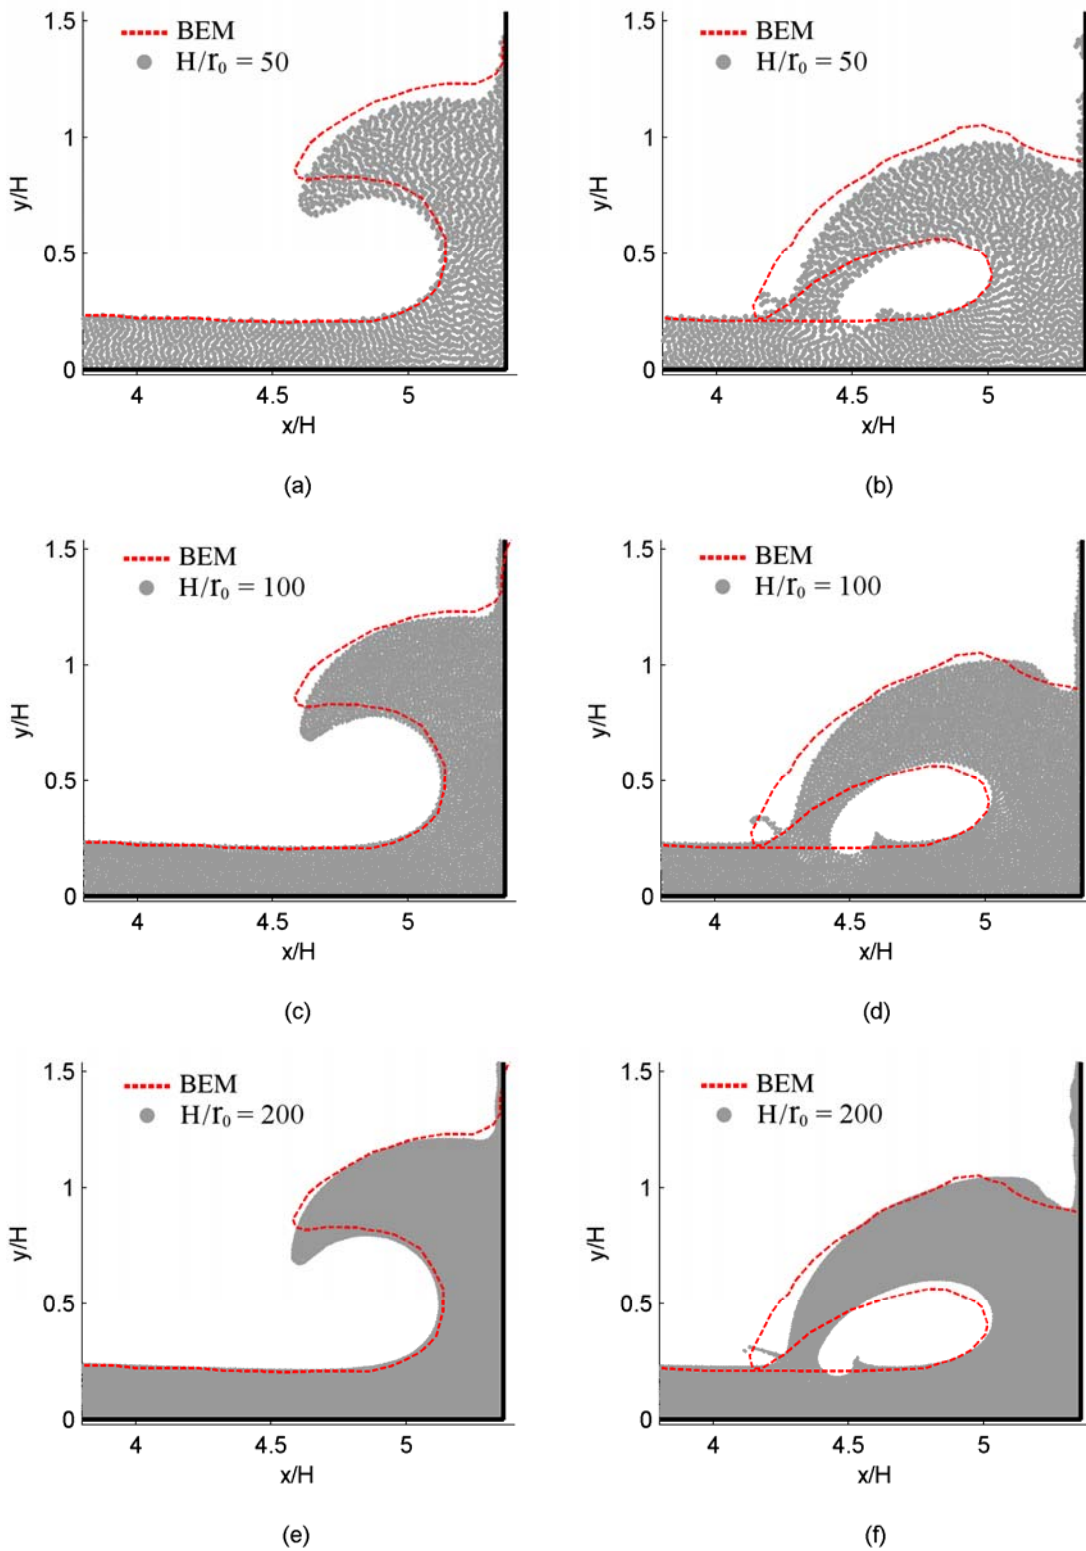 1.5
1
0.5
0
y/H
BEM
H/r₀ = 50
4
4.5
5
x/H
(a)
1.5
1
0.5
0
y/H
BEM
H/r₀ = 50
4
4.5
5
x/H
(b)
1.5
1
0.5
0
y/H
BEM
H/r₀ = 100
4
4.5
5
x/H
(c)
1.5
1
0.5
0
y/H
BEM
H/r₀ = 100
4
4.5
5
x/H
(d)
1.5
1
0.5
0
y/H
BEM
H/r₀ = 200
4
4.5
5
x/H
(e)
1.5
1
0.5
0
y/H
BEM
H/r₀ = 200
4
4.5
5
x/H
(f)